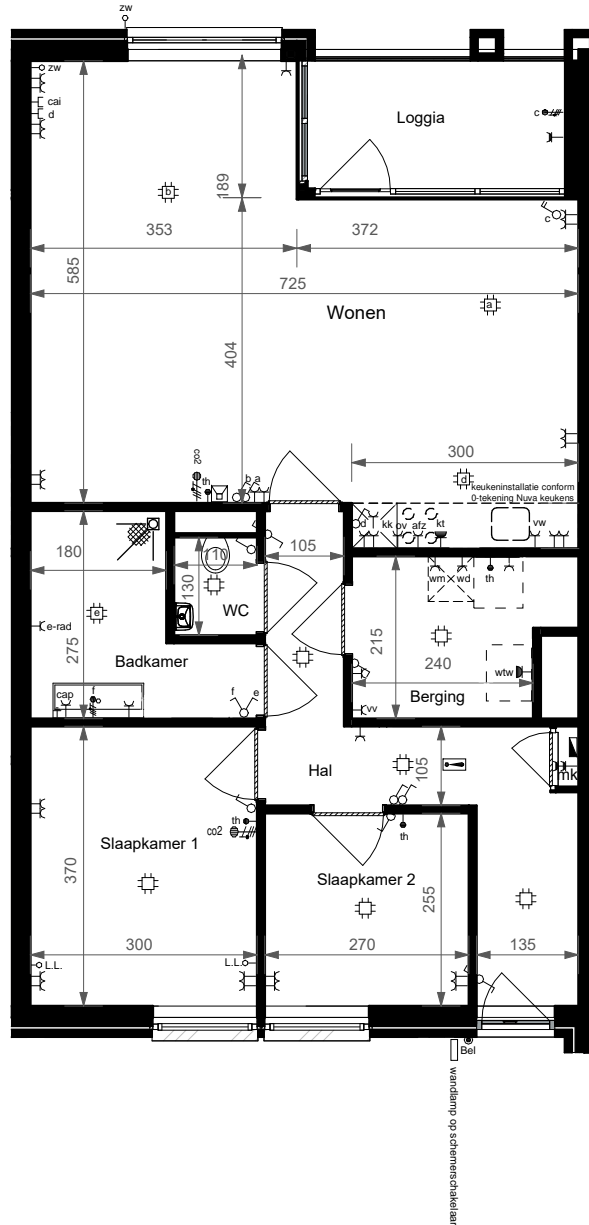 zw
zw
cai
d
c
Loggia
b
189
c
353
372
585
725
a
Wonen
404
300
co2
th
b a
d
keukeninstallatie conform
0-tekening Nuva keukens
d
kk
ov
afz
kt
vw
180
110
105
130
WC
wm
wd
th
e
e-rad
275
Badkamer
215
240
wtw
cap
f
f
e
Berging
vv
Hal
105
mk
th
co2
th
Slaapkamer 1
370
Slaapkamer 2
255
300
270
135
L.L.
L.L.
Bel
wandlamp op schemerschakelaar